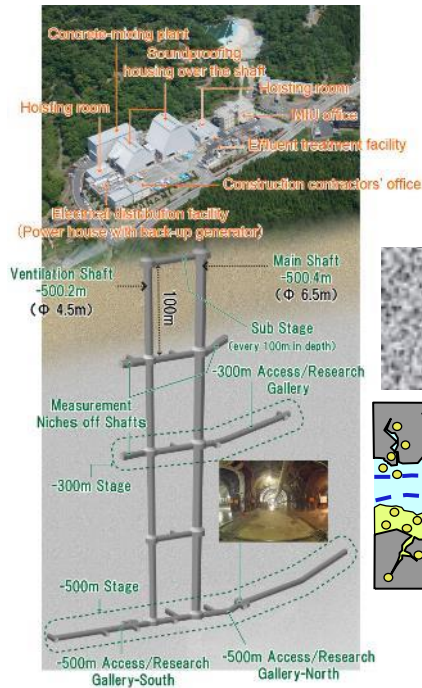 Concrete-mixing plant
Soundproofing
housing over the shaft
Hoisting room
Hoisting room
MIU office
Effluent treatment facility
Construction contractors' office
Electrical distribution facility
(Power house with back-up generator)
Ventilation Shaft
-500.2m
(Φ 4.5m)
100m
Main Shaft
-500.4m
(Φ 6.5m)
Sub Stage
(every 100m in depth)
-300m Access/Research
Gallery
Measurement
Niches off Shafts
-300m Stage
-500m Stage
-500m Access/Research
Gallery-South
-500m Access/Research
Gallery-North